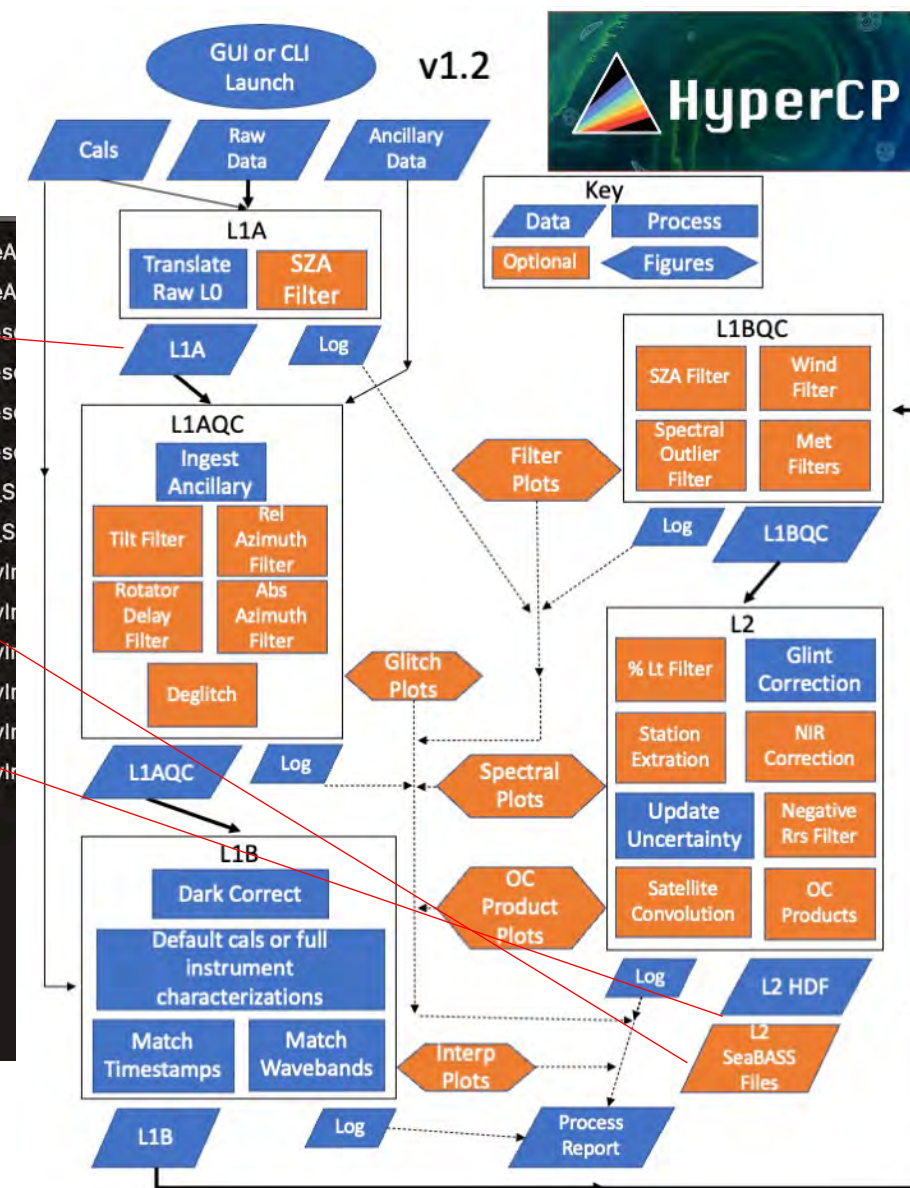 GUI or CLI
Launch
v1.2
HyperCP
Cals
Raw
Data
Ancillary
Data
Key
Data
Process
Optional
Figures
L1A
Translate
Raw L0
SZA
Filter
L1A
Log
L1BQC
SZA Filter
Wind
Filter
Spectral
Outlier
Filter
Met
Filters
Log
L1BQC
L1AQC
Ingest
Ancillary
Tilt Filter
Rel
Azimuth
Filter
Rotator
Delay
Filter
Abs
Azimuth
Filter
Deglitch
Filter
Plots
Glitch
Plots
L1AQC
Log
Spectral
Plots
OC
Product
Plots
L2
% Lt Filter
Glint
Correction
Station
Extration
NIR
Correction
Update
Uncertainty
Negative
Rrs Filter
Satellite
Convolution
OC
Products
Log
L2 HDF
L2
SeaBASS
Files
L1B
Dark Correct
Default cals or full
instrument
characterizations
Match
Timestamps
Match
Wavebands
Interp
Plots
L1B
Log
Process
Report